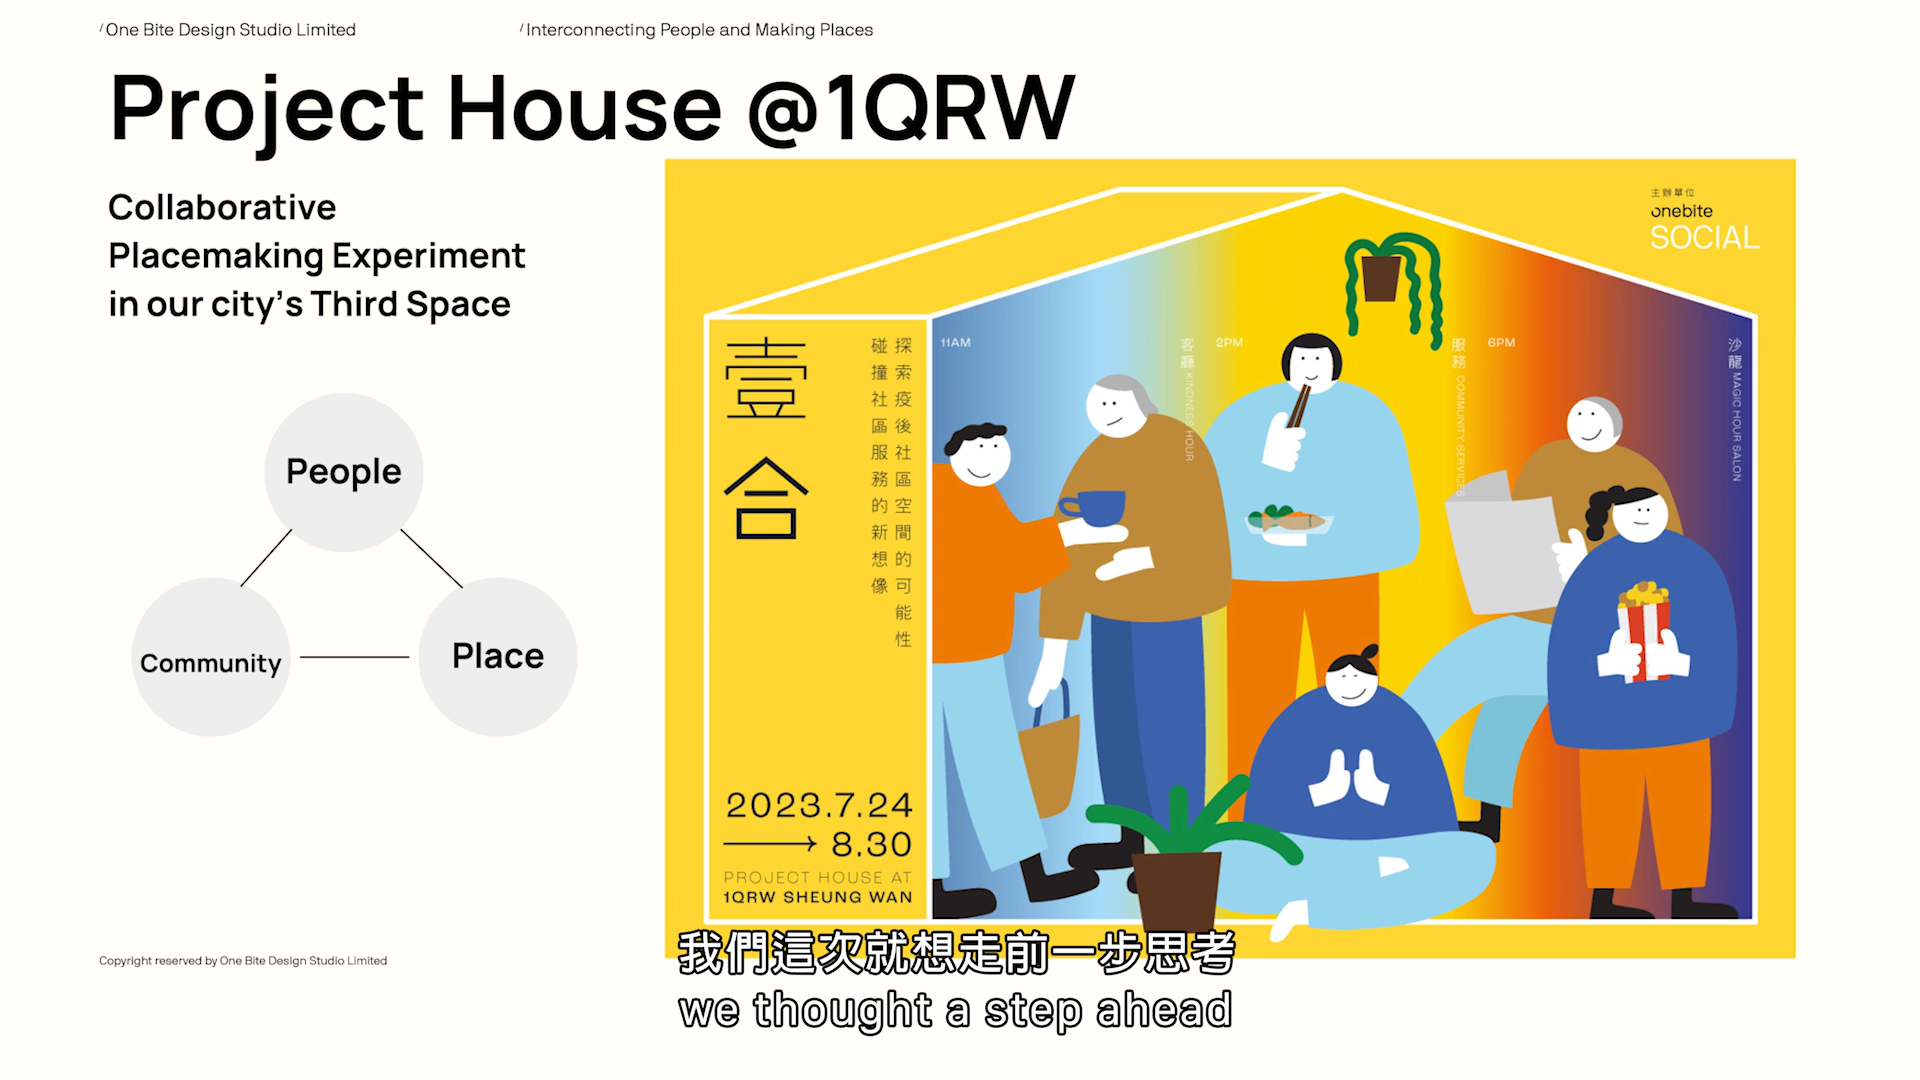 /One Bite Design Studio Limited
/Interconnecting People and Making Places
Project House @1QRW
Collaborative
Placemaking Experiment
in our city's Third Space
People
Community
Place
主辦單位
onebite
SOCIAL
壹合
探索疫後社區空間的可能性
碰撞社區服務的新想像
11AM
客廳 KINDNESS HOUR
2PM
服務 COMMUNITY SERVICES
6PM
沙龍 MAGIC HOUR SALON
2023.7.24
→ 8.30
PROJECT HOUSE AT
1QRW SHEUNG WAN
我們這次就想走前一步思考
we thought a step ahead
Copyright reserved by One Bite Design Studio Limited